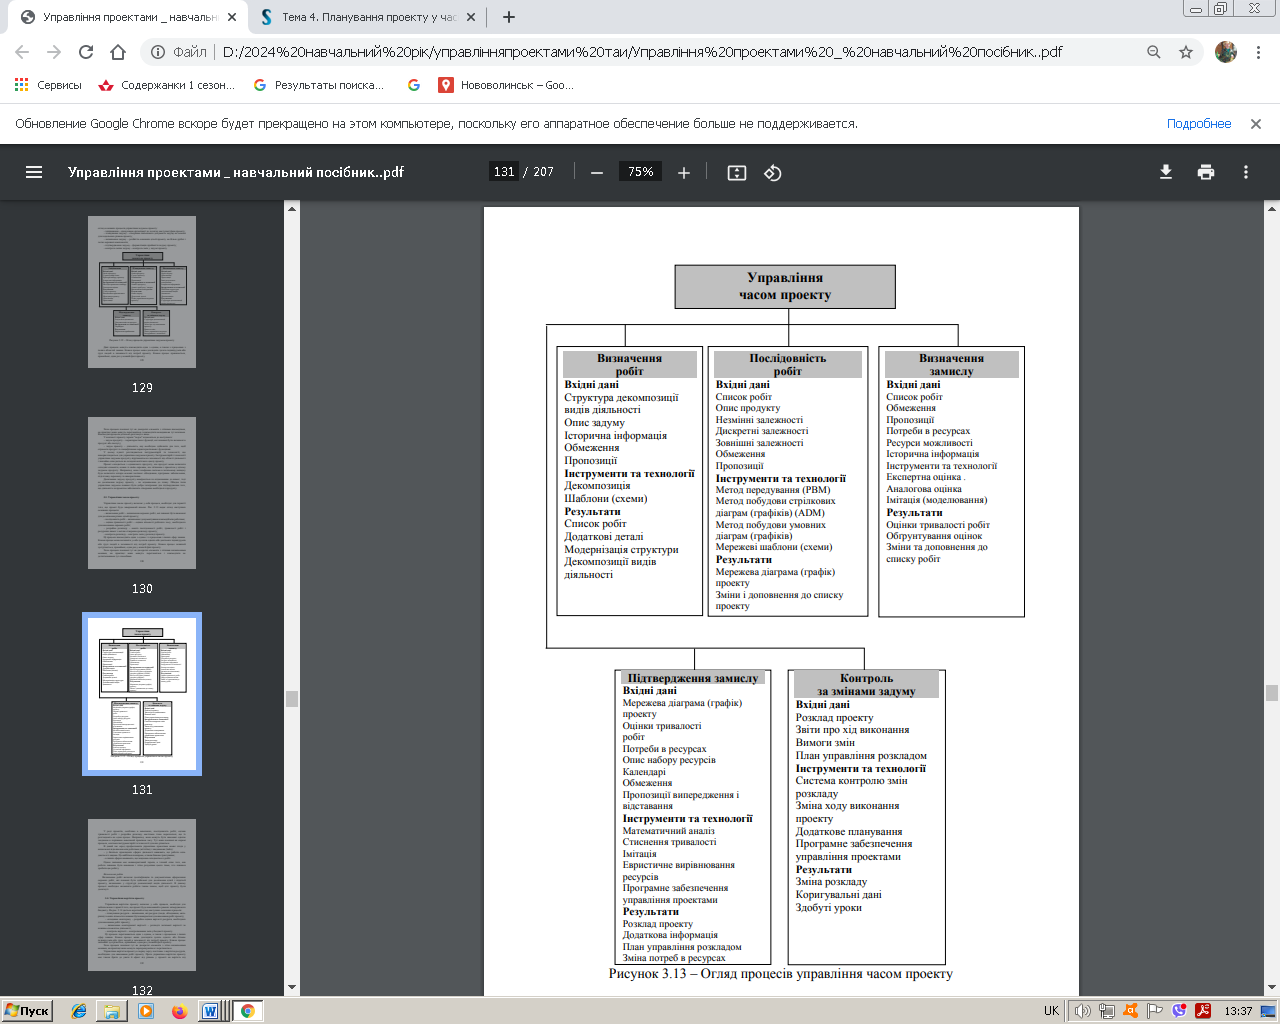 Управління проектами _ навчальн
Тема 4. Планування проекту у час
Файл
D:/2024%20навчальний%20рік/управлінняпроектами%20таи/Управління%20проектами%20_%20навчальний%20посібник..pdf
Сервисы
Содержанки 1 сезон...
Результаты поиска...
Нововолинськ – Goo...
Обновление Google Chrome вскоре будет прекращено на этом компьютере, поскольку его аппаратное обеспечение больше не поддерживается.
Подробнее
Управління проектами _ навчальний посібник..pdf
131 / 207
75%
129
130
131
132
Управління
часом проекту
Визначення
робіт
Вхідні дані
Структура декомпозиції
видів діяльності
Опис задуму
Історична інформація
Обмеження
Пропозиції
Інструменти та технології
Декомпозиція
Шаблони (схеми)
Результати
Список робіт
Додаткові деталі
Модернізація структури
Декомпозиції видів
діяльності
Послідовність
робіт
Вхідні дані
Список робіт
Опис продукту
Незмінні залежності
Дискретні залежності
Зовнішні залежності
Обмеження
Пропозиції
Інструменти та технології
Метод передування (PBM)
Метод побудови стрілкових
діаграм (графіків) (ADM)
Метод побудови умовних
діаграм (графіків)
Мережеві шаблони (схеми)
Результати
Мережева діаграма (графік)
проекту
Зміни і доповнення до списку
проекту
Визначення
замислу
Вхідні дані
Список робіт
Обмеження
Пропозиції
Потреби в ресурсах
Ресурси можливості
Історична інформація
Інструменти та технології
Експертна оцінка .
Аналогова оцінка
Імітація (моделювання)
Результати
Оцінки тривалості робіт
Обґрунтування оцінок
Зміни та доповнення до
списку робіт
Підтвердження замислу
Вхідні дані
Мережева діаграма (графік)
проекту
Оцінки тривалості
робіт
Потреби в ресурсах
Опис набору ресурсів
Календарі
Обмеження
Пропозиції випередження і
відставання
Інструменти та технології
Математичний аналіз
Стиснення тривалості
Імітація
Евристичне вирівнювання
ресурсів
Програмне забезпечення
управління проектами
Результати
Розклад проекту
Додаткова інформація
План управління розкладом
Зміна потреб в ресурсах
Контроль
за змінами задуму
Вхідні дані
Розклад проекту
Звіти про хід виконання
Вимоги змін
План управління розкладом
Інструменти та технології
Система контролю змін
розкладу
Зміна ходу виконання
проекту
Додаткове планування
Програмне забезпечення
управління проектами
Результати
Зміна розкладу
Коригувальні дані
Здобуті уроки
Рисунок 3.13 – Огляд процесів управління часом проекту
Пуск
UK
13:37